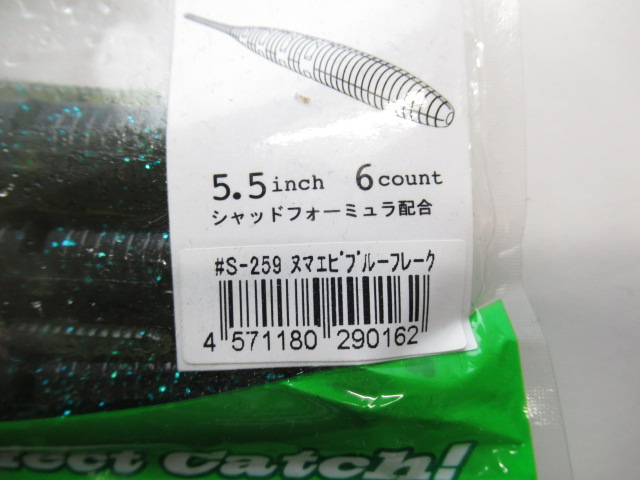 5.5inch 6count
シャッドフォーミュラ配合
#S-259 ヌマエビブルーフレーク
4 571180 290162
Catch!